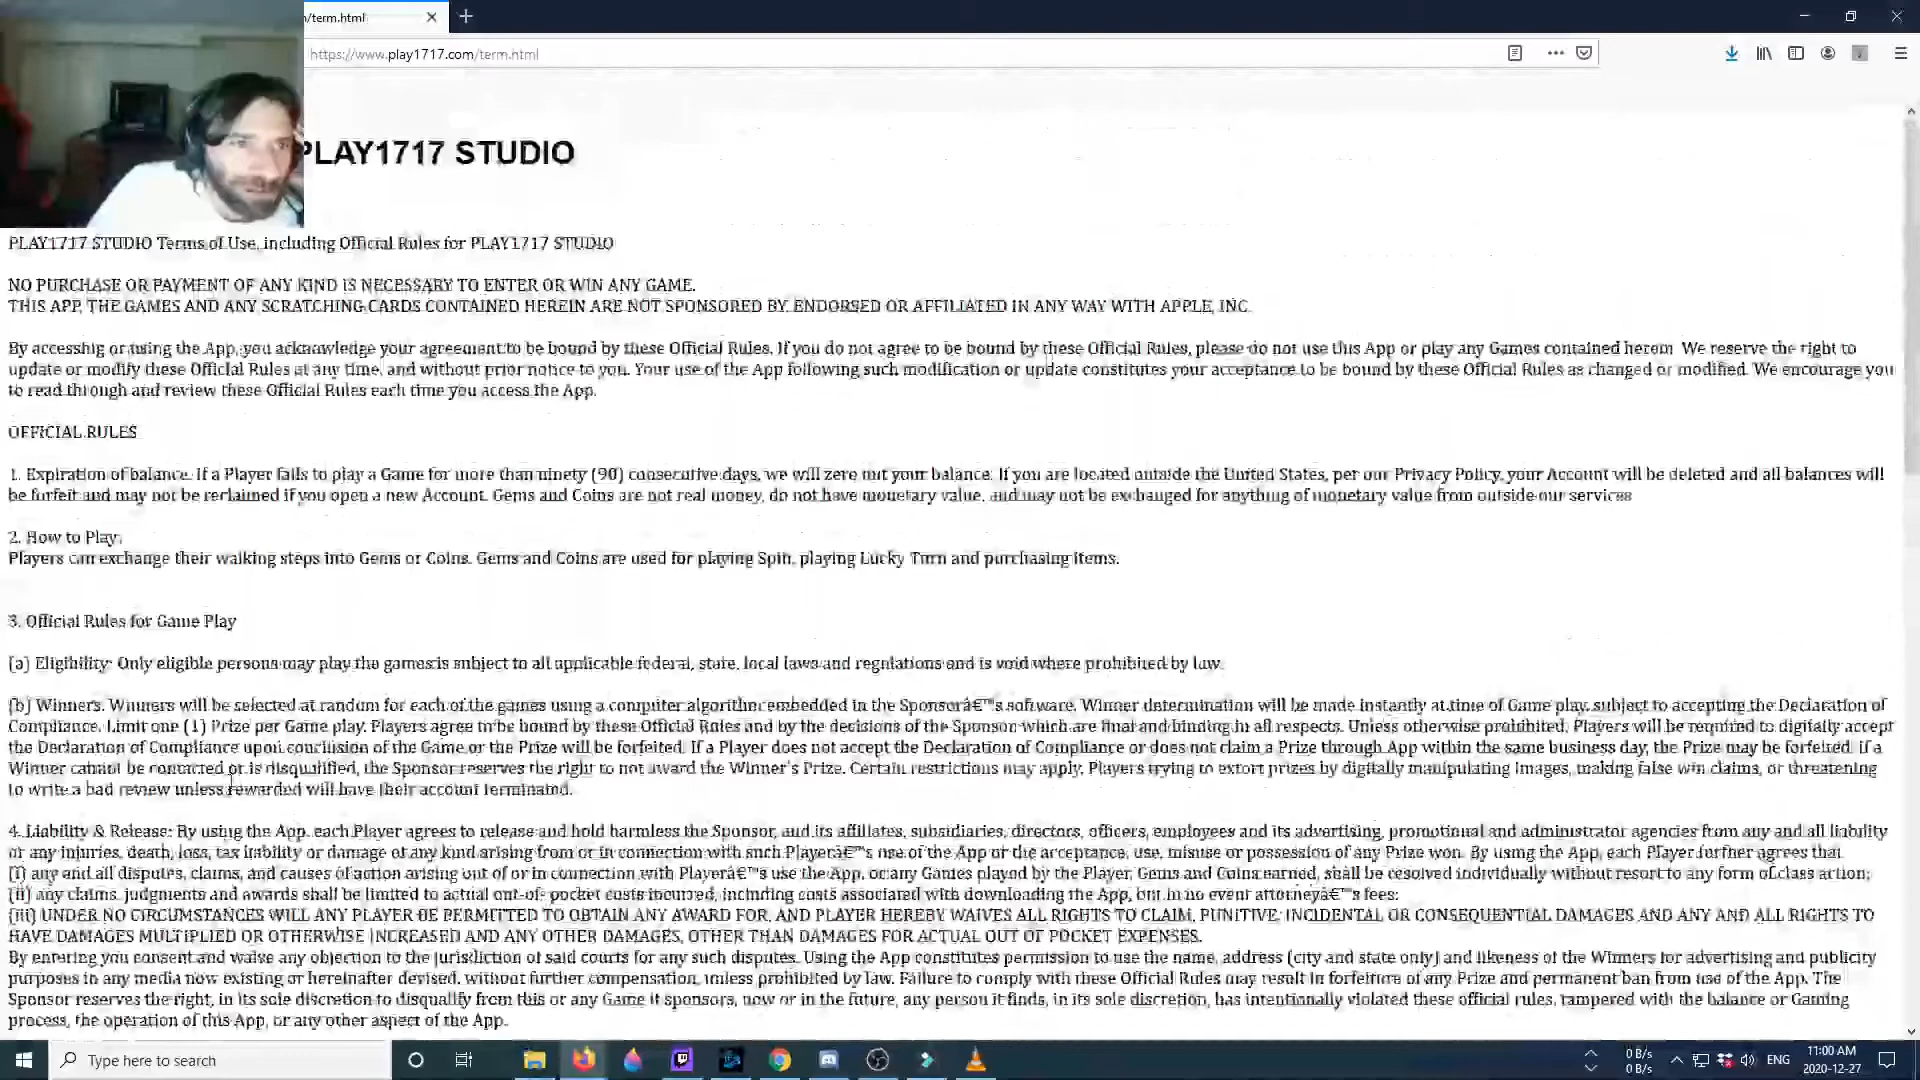 /term.html
https://www.play1717.com/term.html
PLAY1717 STUDIO
PLAY1717 STUDIO Terms of Use, including Official Rules for PLAY1717 STUDIO
NO PURCHASE OR PAYMENT OF ANY KIND IS NECESSARY TO ENTER OR WIN ANY GAME.
THIS APP, THE GAMES AND ANY SCRATCHING CARDS CONTAINED HEREIN ARE NOT SPONSORED BY, ENDORSED OR AFFILIATED IN ANY WAY WITH APPLE, INC.
By accesshig or using the App, you acknowledge your agreement to be bound by these Official Rules. If you do not agree to be bound by these Official Rules, please do not use this App or play any Games contained herein. We reserve the right to
update or modify these Official Rules at any time, and without prior notice to you. Your use of the App following such modification or update constitutes your acceptance to be bound by these Official Rules as changed or modified. We encourage you
to read through and review these Official Rules each time you access the App.
OFFICIAL RULES
1. Expiration of balance. If a Player fails to play a Game for more than ninety (90) consecutive days, we will zero out your balance. If you are located outside the United States, per our Privacy Policy, your Account will be deleted and all balances will
be forfeit and may not be reclaimed if you open a new Account. Gems and Coins are not real money, do not have monetary value, and may not be exchanged for anything of monetary value from outside our services
2. How to Play:
Players can exchange their walking steps into Gems or Coins. Gems and Coins are used for playing Spin, playing Lucky Turn and purchasing items.
3. Official Rules for Game Play
(a) Eligibility: Only eligible persons may play the games is subject to all applicable federal, state, local laws and regulations and is void where prohibited by law.
(b) Winners. Winners will be selected at random for each of the games using a computer algorithm embedded in the Sponsorâ€™s software. Winner determination will be made instantly at time of Game play, subject to accepting the Declaration of
Compliance. Limit one (1) Prize per Game play. Players agree to be bound by these Official Rules and by the decisions of the Sponsor which are final and binding in all respects. Unless otherwise prohibited, Players will be required to digitally accept
the Declaration of Compliance upon conclusion of the Game or the Prize will be forfeited. If a Player does not accept the Declaration of Compliance or does not claim a Prize through App within the same business day, the Prize may be forfeited. if a
Winner cannot be contacted or is disqualified, the Sponsor reserves the right to not award the Winner's Prize. Certain restrictions may apply. Players trying to extort prizes by digitally manipulating images, making false win claims, or threatening
to write a bad review unless rewarded will have their account terminated.
4. Liability & Release: By using the App, each Player agrees to release and hold harmless the Sponsor, and its affiliates, subsidiaries, directors, officers, employees and its advertising, promotional and administrator agencies from any and all liability
or any injuries, death, loss, tax liability or damage of any kind arising from or in connection with such Playerâ€™s use of the App or the acceptance, use, misuse or possession of any Prize won. By using the App, each Player further agrees that
(i) any and all disputes, claims, and causes of action arising out of or in connection with Playerâ€™s use the App, or any Games played by the Player, Gems and Coins earned, shall be resolved individually without resort to any form of class action;
(ii) any claims, judgments and awards shall be limited to actual out-of- pocket costs incurred, including costs associated with downloading the App, but in no event attorneyâ€™s fees:
(iii) UNDER NO CIRCUMSTANCES WILL ANY PLAYER BE PERMITTED TO OBTAIN ANY AWARD FOR, AND PLAYER HEREBY WAIVES ALL RIGHTS TO CLAIM, PUNITIVE, INCIDENTAL OR CONSEQUENTIAL DAMAGES AND ANY AND ALL RIGHTS TO
HAVE DAMAGES MULTIPLIED OR OTHERWISE INCREASED AND ANY OTHER DAMAGES, OTHER THAN DAMAGES FOR ACTUAL OUT OF POCKET EXPENSES.
By entering you consent and waive any objection to the jurisdiction of said courts for any such disputes. Using the App constitutes permission to use the name, address (city and state only) and likeness of the Winners for advertising and publicity
purposes in any media now existing or hereinafter devised, without further compensation, unless prohibited by law. Failure to comply with these Official Rules may result in forfeiture of any Prize and permanent ban from use of the App. The
Sponsor reserves the right, in its sole discretion to disqualify from this or any Game it sponsors, now or in the future, any person it finds, in its sole discretion, has intentionally violated these official rules, tampered with the balance or Gaming
process, the operation of this App, or any other aspect of the App.
Type here to search
0 B/s
0 B/s
ENG
11:00 AM
2020-12-27